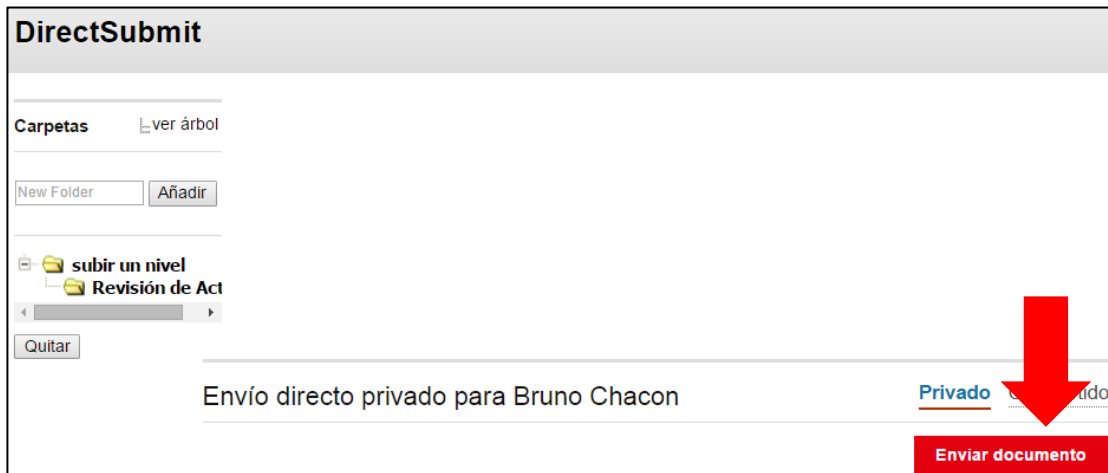 DirectSubmit
Carpetas ver árbol
New Folder Añadir
subir un nivel
Revisión de Act
Quitar
Envío directo privado para Bruno Chacon
Privado
Enviar documento